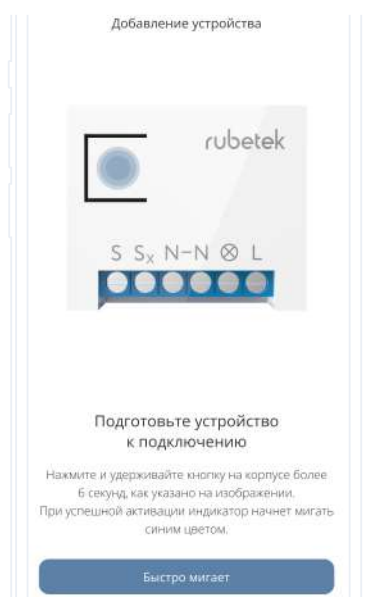 Добавление устройства
rubetek
S Sx N-N ⊗ L
Подготовьте устройство
к подключению
Нажмите и удерживайте кнопку на корпусе более
6 секунд, как указано на изображении.
При успешной активации индикатор начнет мигать
синим цветом.
Быстро мигает